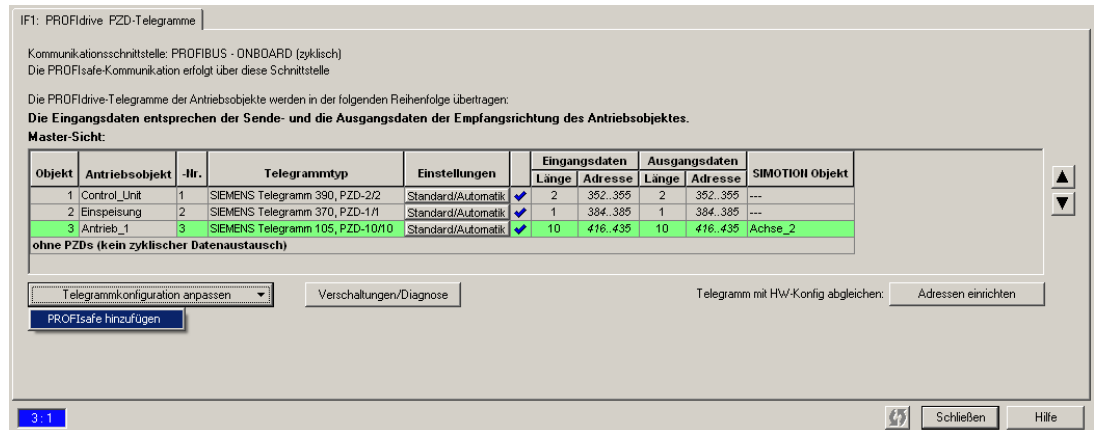 IF1: PROFIdrive PZD-Telegramme
Kommunikationsschnittstelle: PROFIBUS - ONBOARD (zyklisch)
Die PROFIsafe-Kommunikation erfolgt über diese Schnittstelle
Die PROFIdrive-Telegramme der Antriebsobjekte werden in der folgenden Reihenfolge übertragen:
Die Eingangsdaten entsprechen der Sende- und die Ausgangsdaten der Empfangsrichtung des Antriebsobjektes.
Master-Sicht:
Objekt Antriebsobjekt -Nr. Telegrammtyp Einstellungen Eingangsdaten Ausgangsdaten SIMOTION Objekt
Länge Adresse Länge Adresse
1 Control_Unit 1 SIEMENS Telegramm 390, PZD-2/2 Standard/Automatik 2 352..355 2 352..355 ---
2 Einspeisung 2 SIEMENS Telegramm 370, PZD-1/1 Standard/Automatik 1 384..385 1 384..385 ---
3 Antrieb_1 3 SIEMENS Telegramm 105, PZD-10/10 Standard/Automatik 10 416..435 10 416..435 Achse_2
ohne PZDs (kein zyklischer Datenaustausch)
Telegrammkonfiguration anpassen Verschaltungen/Diagnose Telegramm mit HW-Konfig abgleichen: Adressen einrichten
PROFIsafe hinzufügen
3:1 Schließen Hilfe